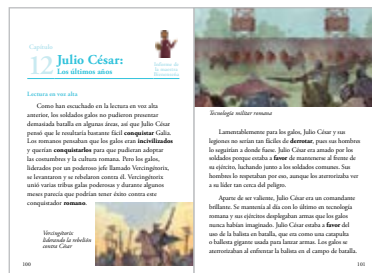 Capítulo
12 Julio César:
Los últimos años
Lectura en voz alta
Como han escuchado en la lectura en voz alta
anterior, los soldados galos no pudieron presentar
demasiada batalla en algunas áreas, así que Julio César
pensó que le resultaría bastante fácil conquistar Galia.
Los romanos pensaban que los galos eran incivilizados
y querían conquistarlos para que pudieran adoptar
las costumbres y la cultura romana. Pero los galos,
liderados por un poderoso jefe llamado Vercingétorix,
se levantaron y se rebelaron contra él. Vercingétorix
unió varias tribus galas poderosas y durante algunos
meses parecía que podrían tener éxito contra este
conquistador romano.
Vercingétorix
liderando la rebelión
contra César
100
Tecnología militar romana
Lamentablemente para los galos, Julio César y sus
legiones no serían tan fáciles de derrotar, pues sus hombres
lo seguirían a donde fuese. Julio César era amado por los
soldados porque estaba a favor de mantenerse al frente de
su ejército, luchando junto a los soldados comunes. Sus
hombres lo respetaban por eso, aunque los aterrorizaba ver
a su líder tan cerca del peligro.
Aparte de ser valiente, Julio César era un comandante
brillante. Se mantenía al día con lo último en tecnología
romana y sus ejércitos desplegaban armas que los galos
nunca habían imaginado. Julio César estaba a favor del
uso de la balista en batalla, que era como una catapulta
o ballesta gigante usada para lanzar armas. Los galos se
aterrorizaban al enfrentar la balista en el campo de batalla.
101